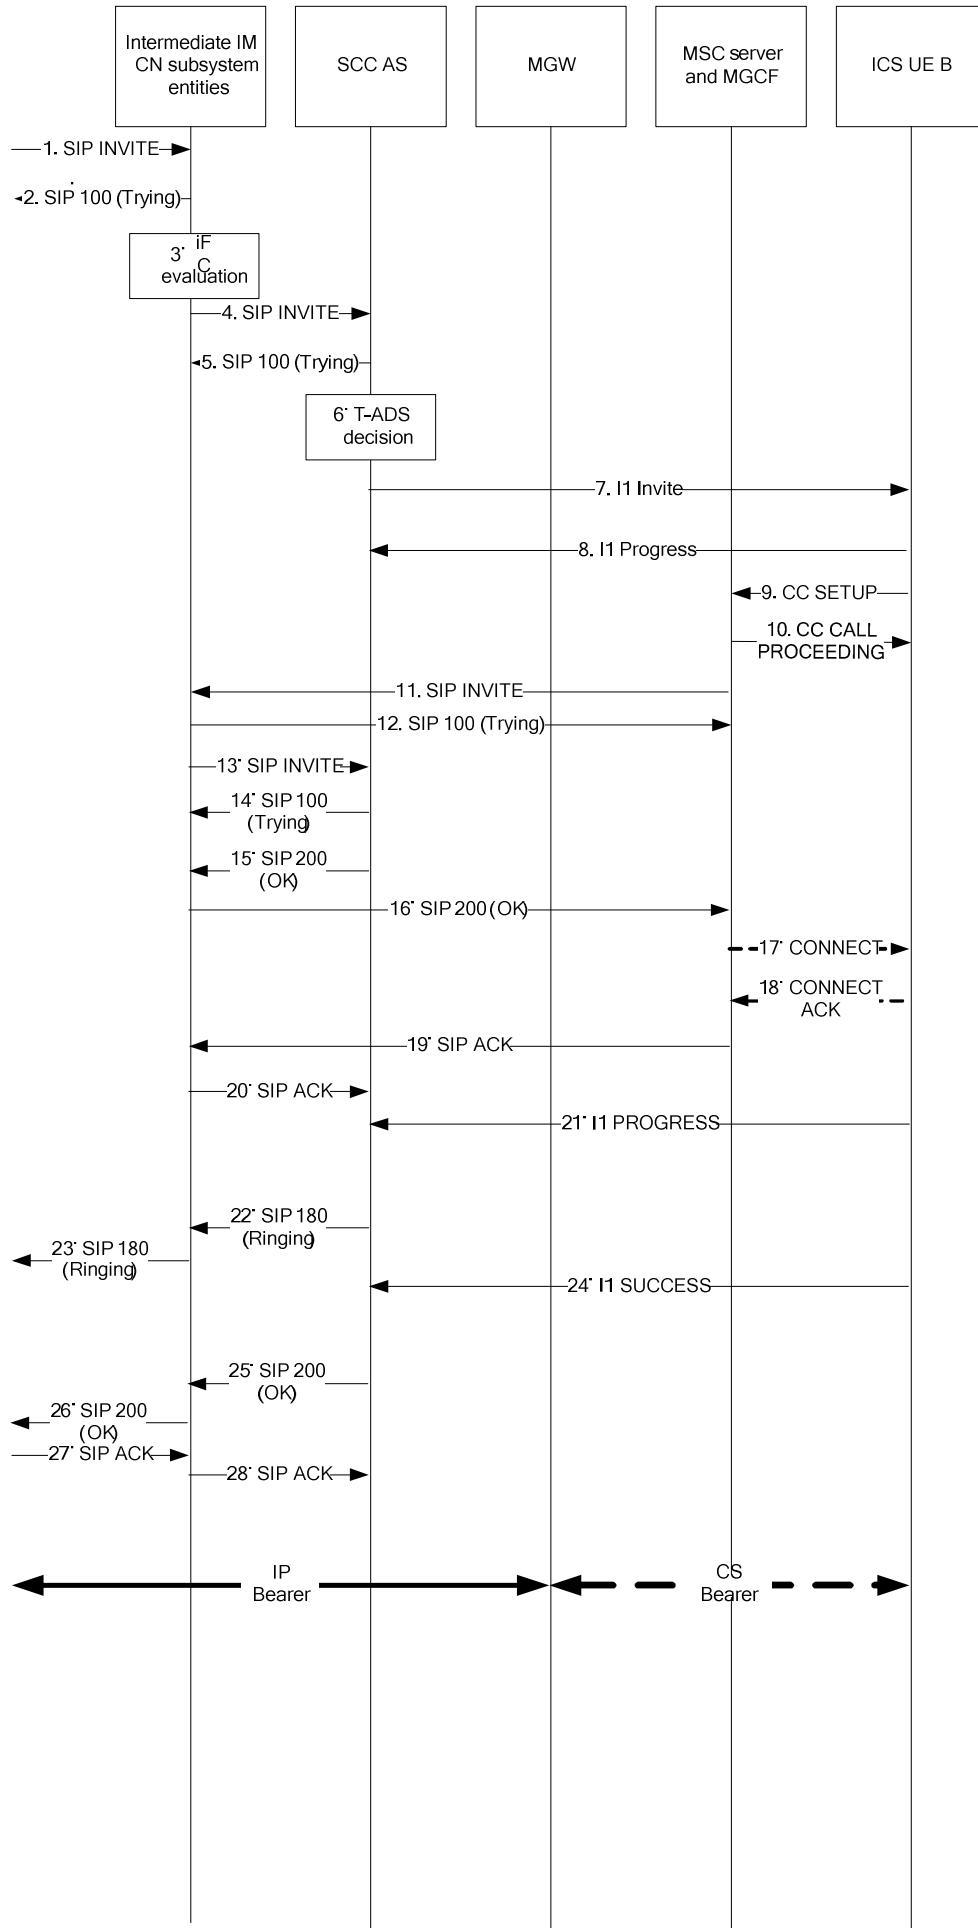 Intermediate IM
CN subsystem
entities
SCC AS
MGW
MSC server
and MGCF
ICS UE B
1. SIP INVITE
2. SIP 100 (Trying)
3. iF
C
evaluation
4. SIP INVITE
5. SIP 100 (Trying)
6. T-ADS
decision
7. I1 Invite
8. I1 Progress
9. CC SETUP
10. CC CALL
PROCEEDING
11. SIP INVITE
12. SIP 100 (Trying)
13. SIP INVITE
14. SIP 100
(Trying)
15. SIP 200
(OK)
16. SIP 200 (OK)
17. CONNECT
18. CONNECT
ACK
19. SIP ACK
20. SIP ACK
21. I1 PROGRESS
22. SIP 180
(Ringing)
23. SIP 180
(Ringing)
24. I1 SUCCESS
25. SIP 200
(OK)
26. SIP 200
(OK)
27. SIP ACK
28. SIP ACK
IP
Bearer
CS
Bearer